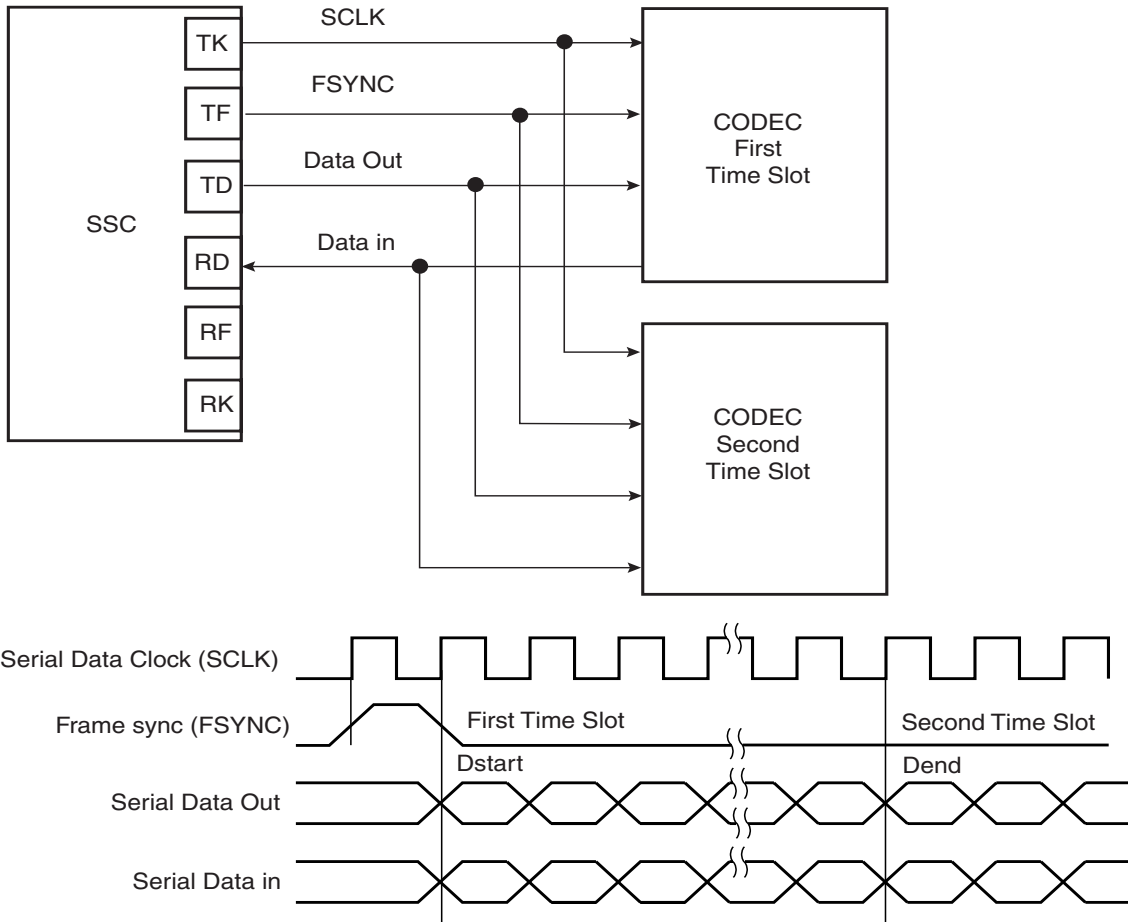 SCLK
TK
FSYNC
TF
CODEC
First
Time Slot
Data Out
TD
SSC
Data in
RD
RF
RK
CODEC
Second
Time Slot
Serial Data Clock (SCLK)
Frame sync (FSYNC)
First Time Slot
Second Time Slot
Dstart
Dend
Serial Data Out
Serial Data in